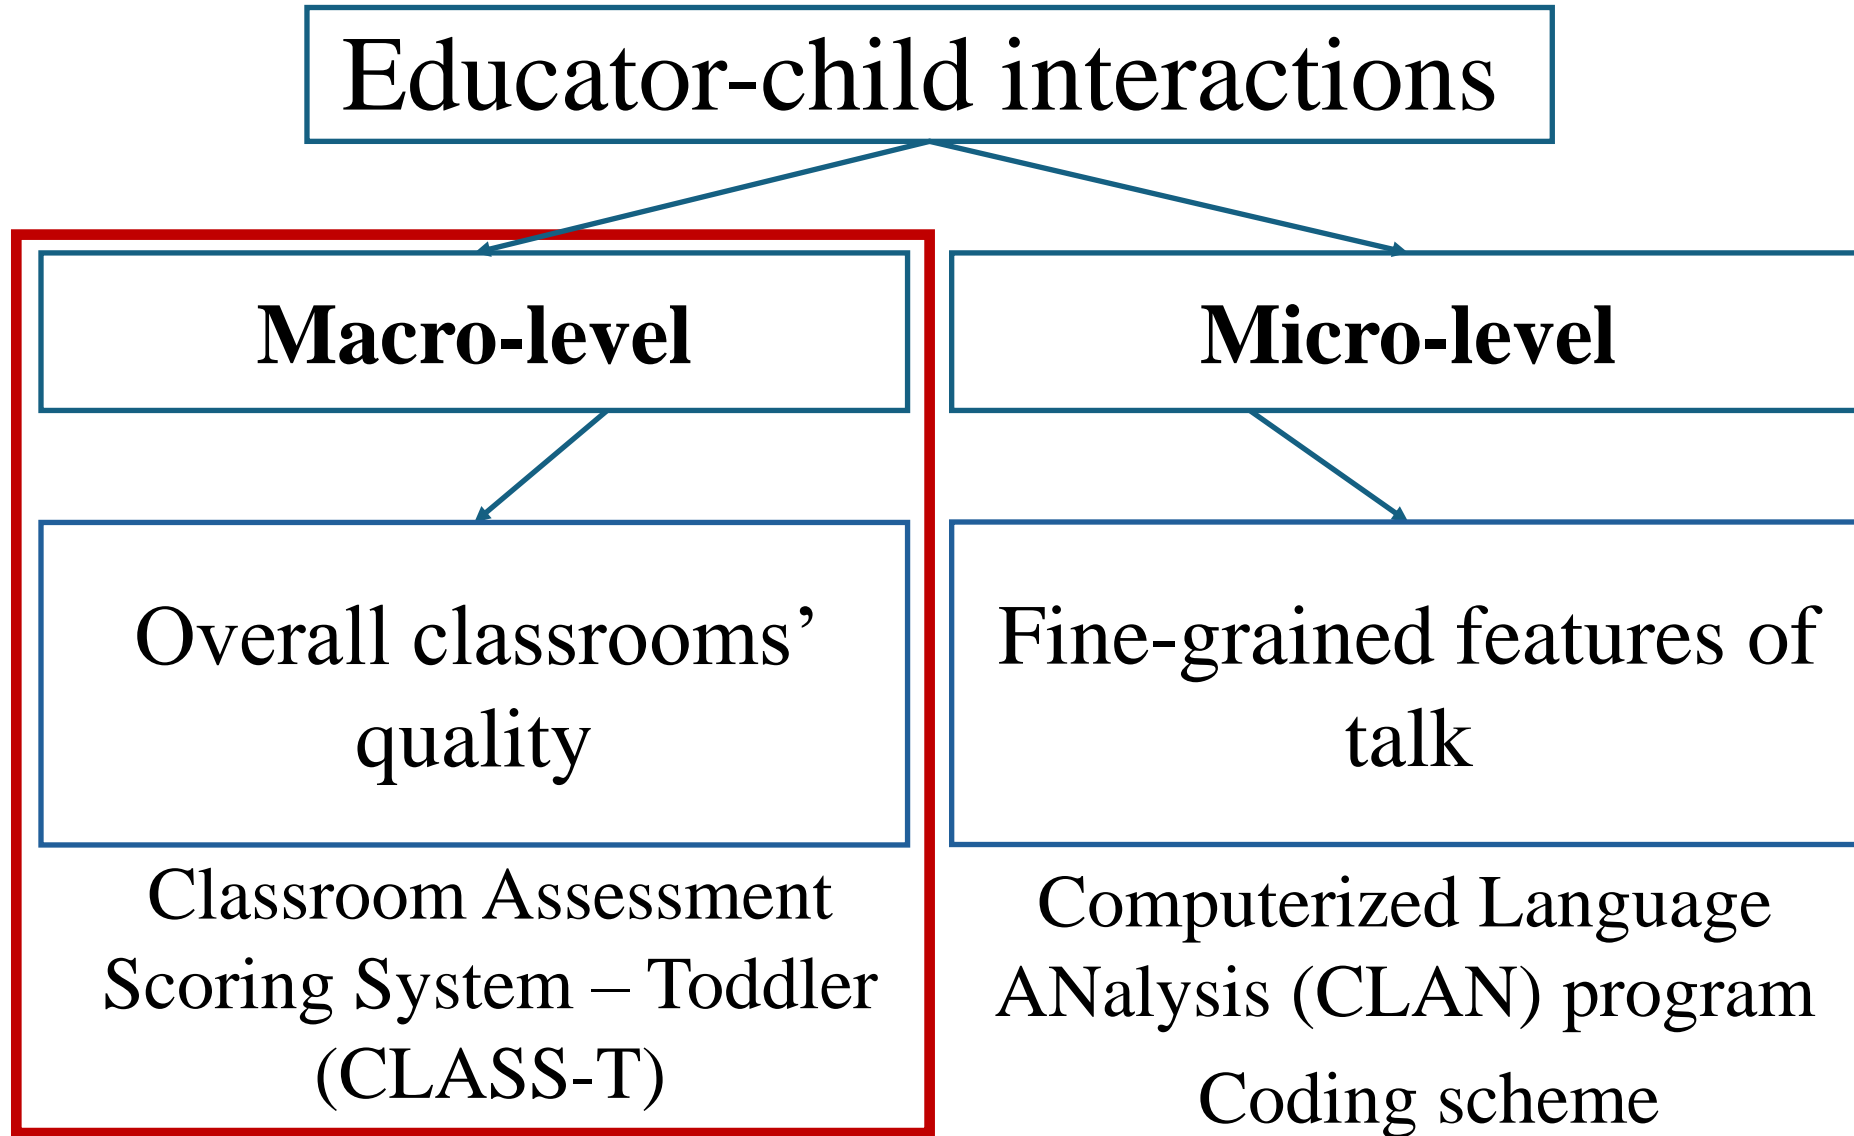 Educator-child interactions
Macro-level
Micro-level
Overall classrooms’
quality
Fine-grained features of
talk
Classroom Assessment
Scoring System – Toddler
(CLASS-T)
Computerized Language
ANalysis (CLAN) program
Coding scheme